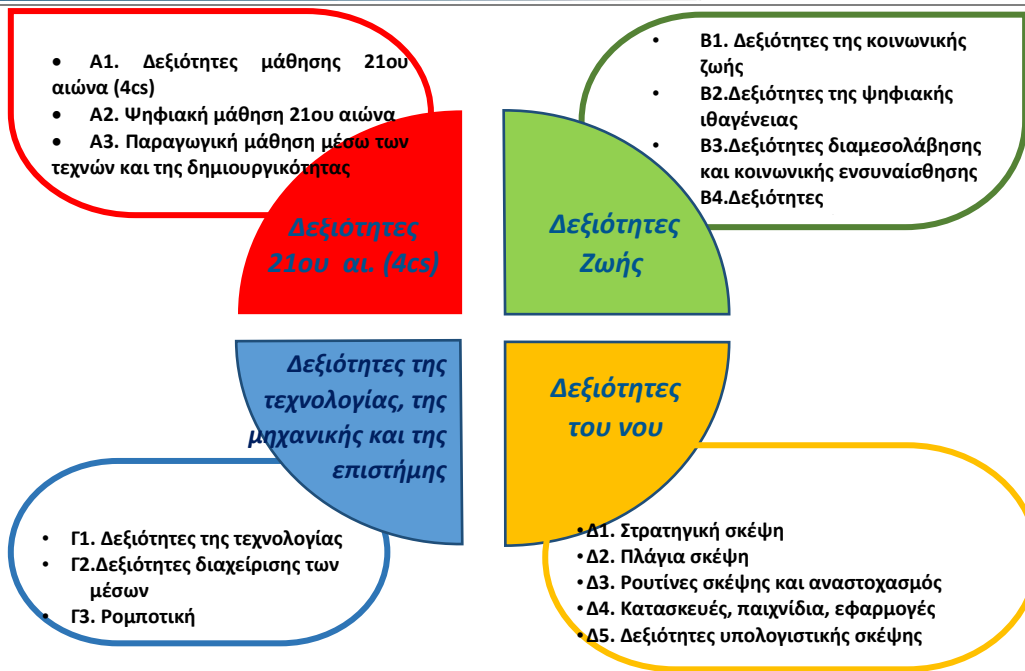 • Α1. Δεξιότητες μάθησης 21ου
αιώνα (4cs)
• Α2. Ψηφιακή μάθηση 21ου αιώνα
• Α3. Παραγωγική μάθηση μέσω των
τεχνών και της δημιουργικότητας
• Β1. Δεξιότητες της κοινωνικής
ζωής
• Β2.Δεξιότητες της ψηφιακής
ιθαγένειας
• Β3.Δεξιότητες διαμεσολάβησης
και κοινωνικής ενσυναίσθησης
Β4.Δεξιότητες
Δεξιότητες
21ου αι. (4cs)
Δεξιότητες
Ζωής
Δεξιότητες της
τεχνολογίας, της
μηχανικής και της
επιστήμης
Δεξιότητες
του νου
• Γ1. Δεξιότητες της τεχνολογίας
• Γ2.Δεξιότητες διαχείρισης των
μέσων
• Γ3. Ρομποτική
•Δ1. Στρατηγική σκέψη
•Δ2. Πλάγια σκέψη
•Δ3. Ρουτίνες σκέψης και αναστοχασμός
•Δ4. Κατασκευές, παιχνίδια, εφαρμογές
•Δ5. Δεξιότητες υπολογιστικής σκέψης